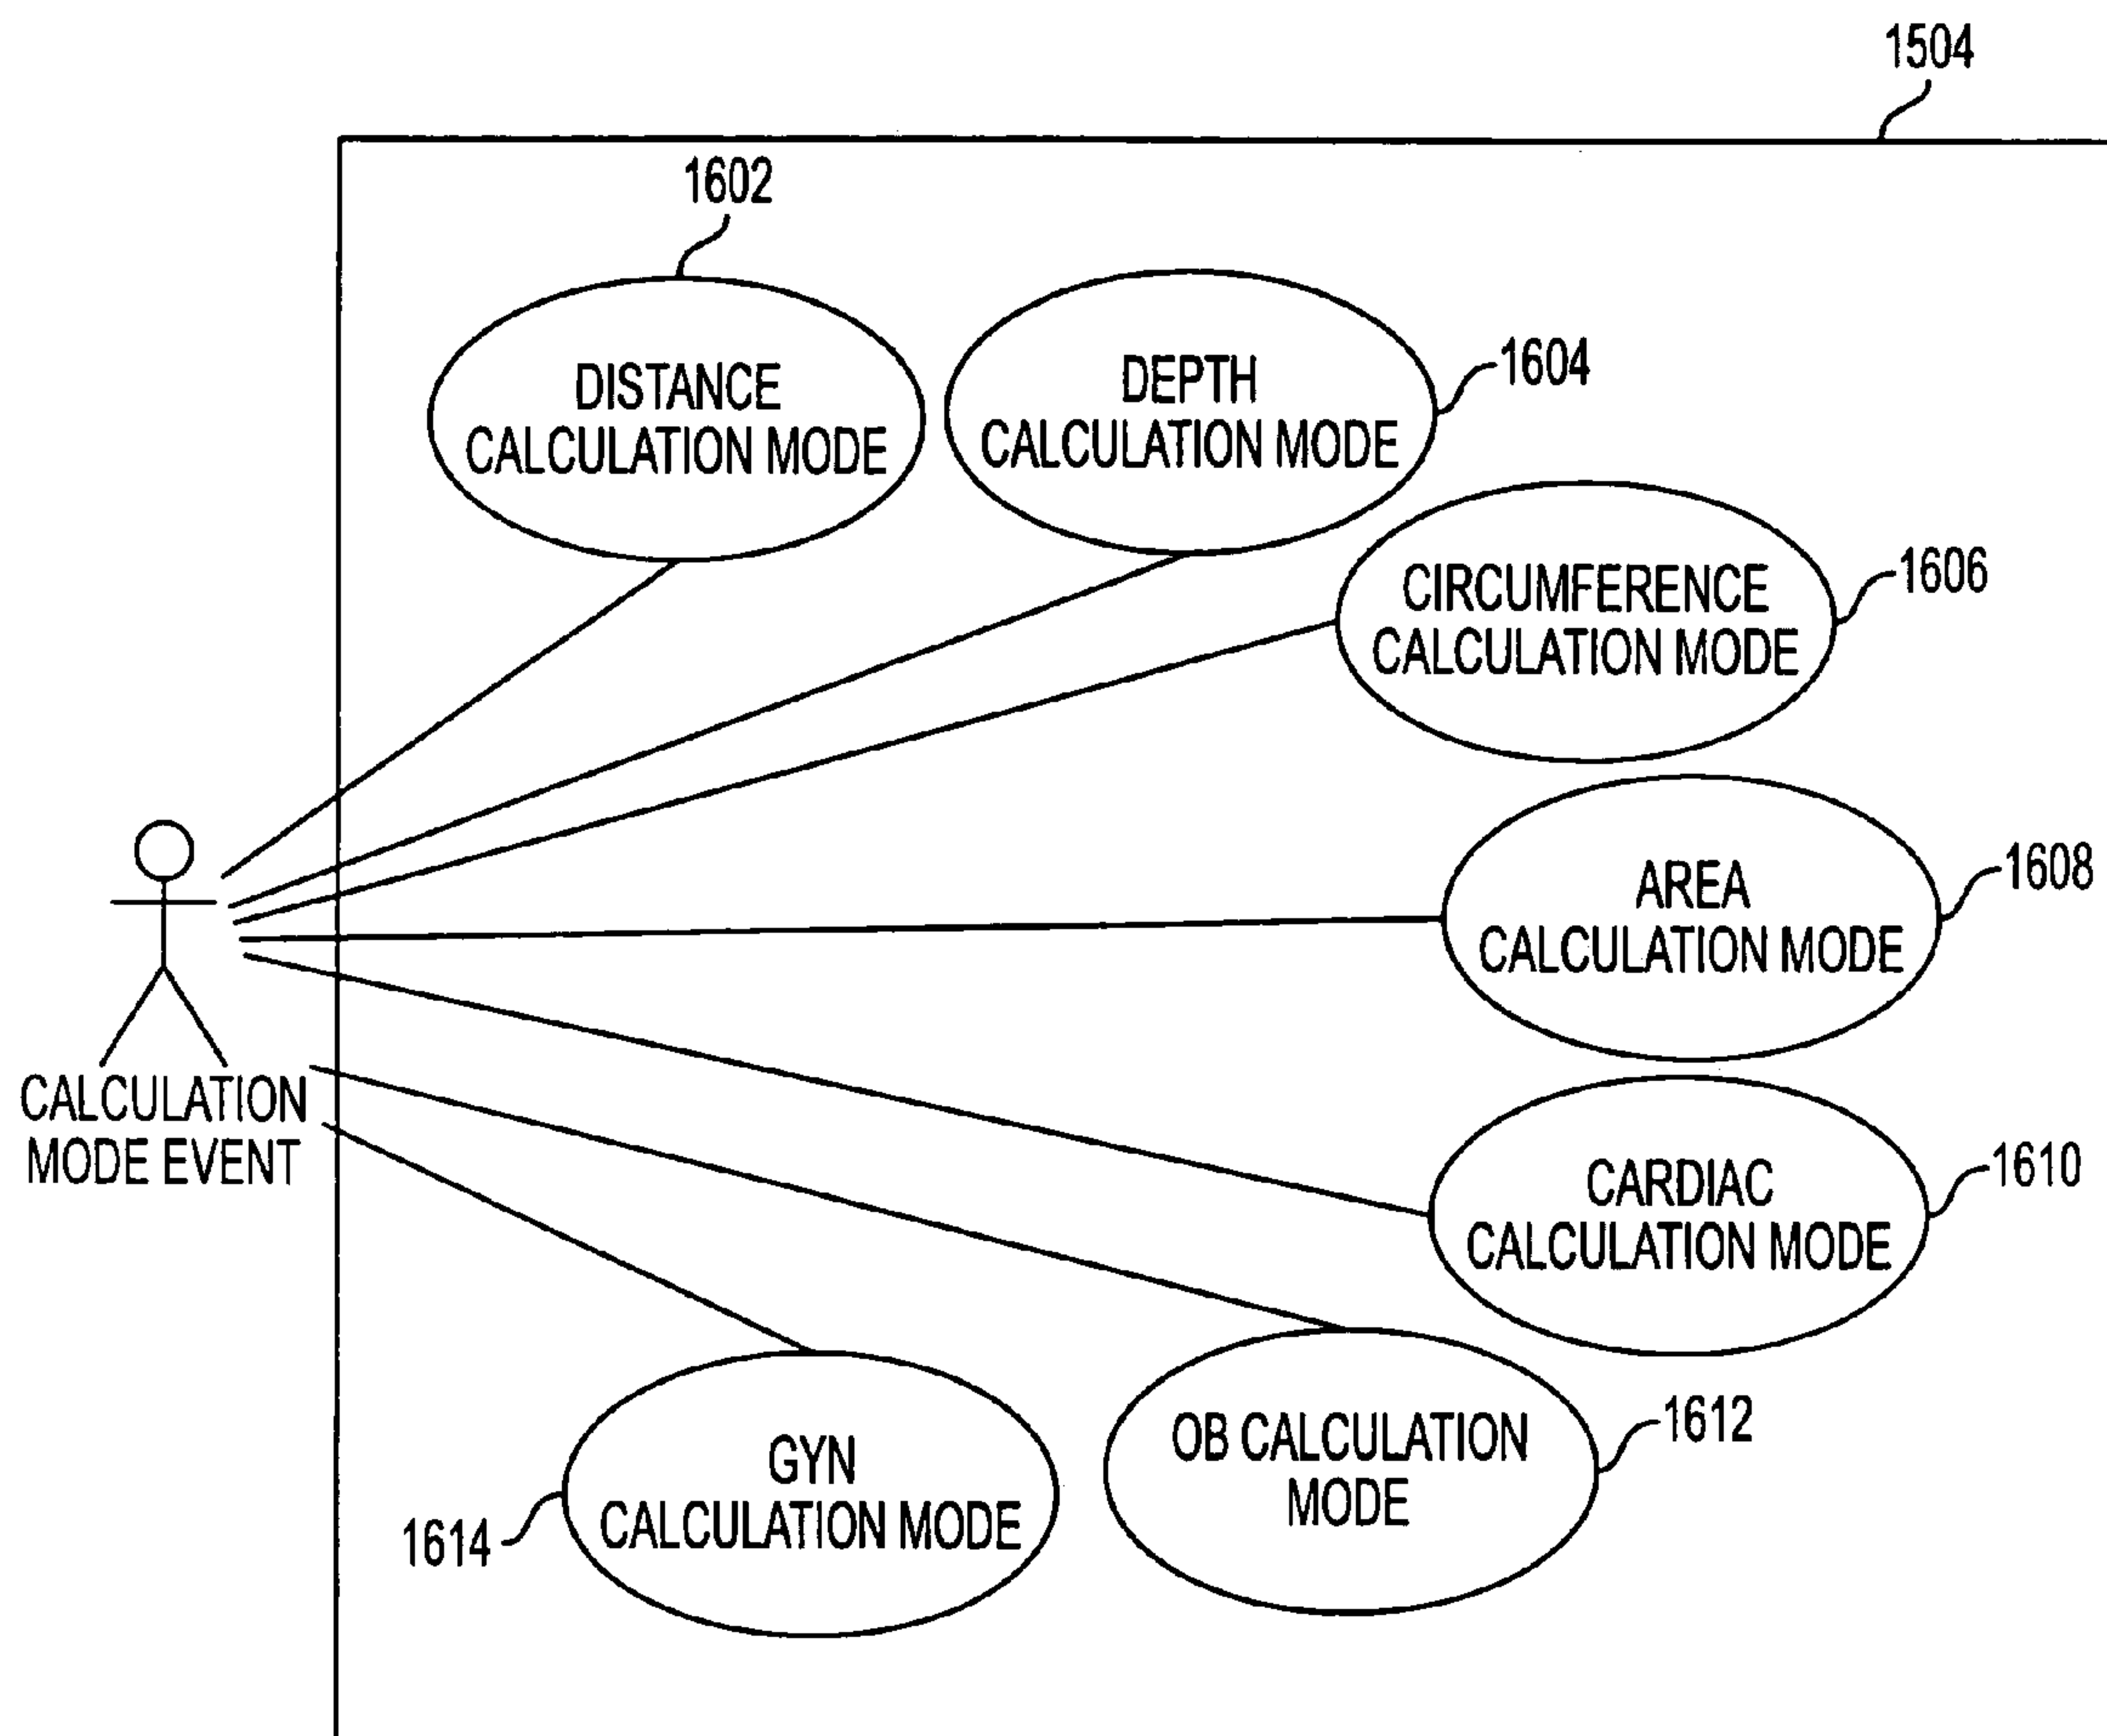 1504
1602
DISTANCE
CALCULATION MODE
DEPTH
CALCULATION MODE
1604
CIRCUMFERENCE
CALCULATION MODE
1606
AREA
CALCULATION MODE
1608
CALCULATION
MODE EVENT
CARDIAC
CALCULATION MODE
1610
OB CALCULATION
MODE
1612
GYN
CALCULATION MODE
1614